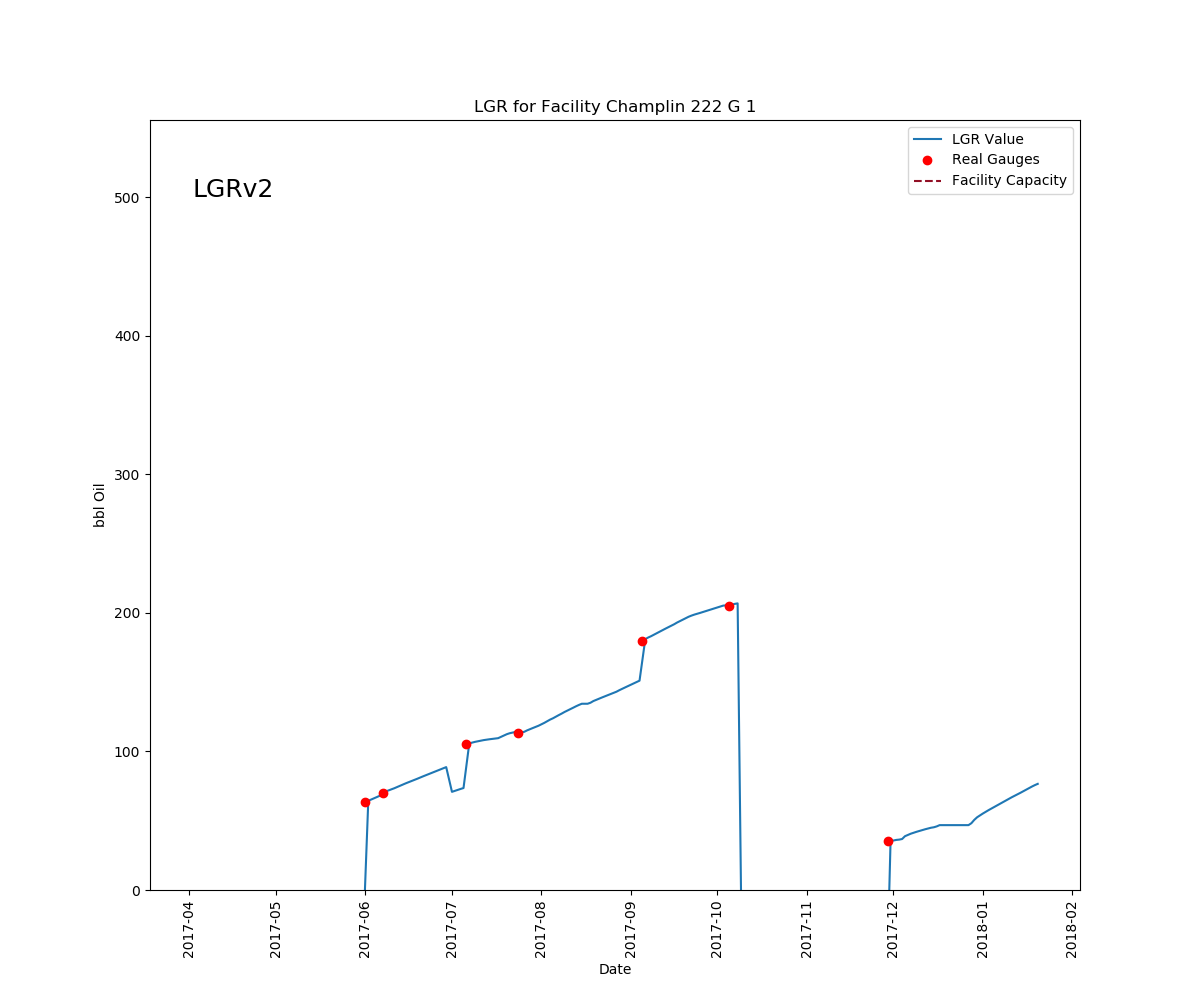 LGR for Facility Champlin 222 G 1
LGR Value
Real Gauges
Facility Capacity
LGRv2
500
400
300
200
100
0
bbl Oil
2017-04
2017-05
2017-06
2017-07
2017-08
2017-09
2017-10
2017-11
2017-12
2018-01
2018-02
Date